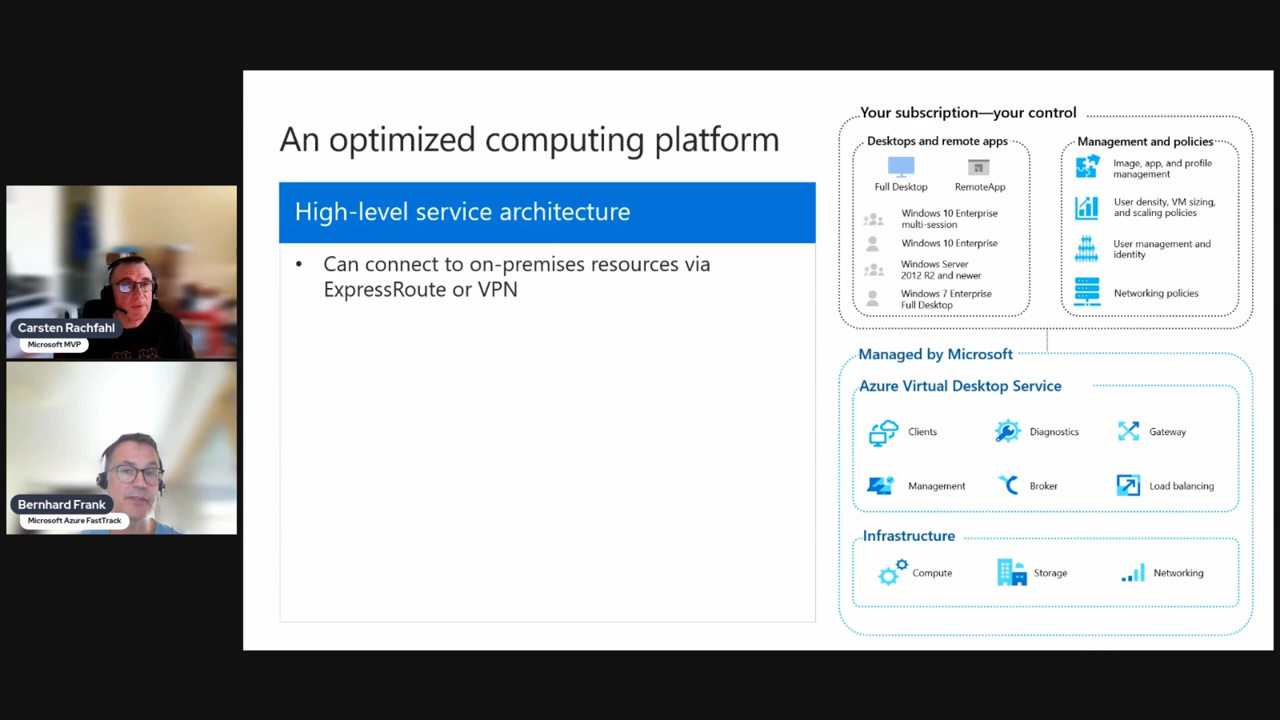 Carsten Rachfahl
Microsoft MVP
Bernhard Frank
Microsoft Azure FastTrack
An optimized computing platform
High-level service architecture
• Can connect to on-premises resources via
ExpressRoute or VPN
Your subscription—your control
Desktops and remote apps
Full Desktop
RemoteApp
Windows 10 Enterprise
multi-session
Windows 10 Enterprise
Windows Server
2012 R2 and newer
Windows 7 Enterprise
Full Desktop
Management and policies
Image, app, and profile
management
User density, VM sizing,
and scaling policies
User management and
identity
Networking policies
Managed by Microsoft
Azure Virtual Desktop Service
Clients
Diagnostics
Gateway
Management
Broker
Load balancing
Infrastructure
Compute
Storage
Networking